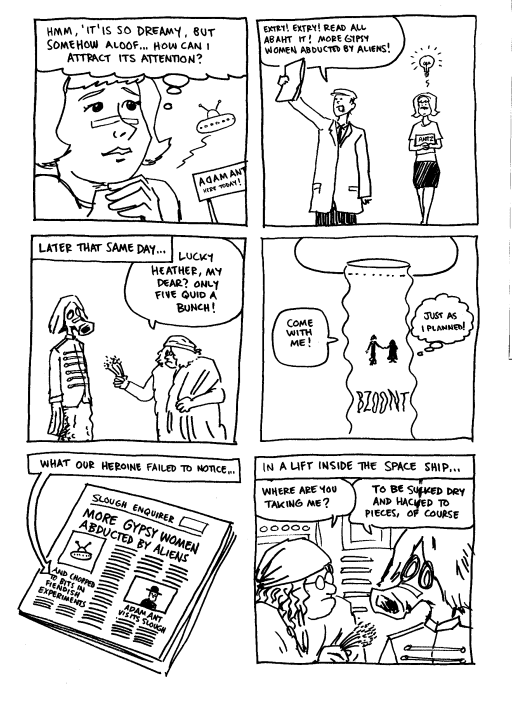 HMM, 'IT' IS SO DREAMY, BUT
SOMEHOW ALOOF... HOW CAN I
ATTRACT ITS ATTENTION?
ADAM ANT
HERE TODAY!
EXTRY! EXTRY! READ ALL
ABAHT IT! MORE GYPSY
WOMEN ABDUCTED BY ALIENS!
ANTZ
LATER THAT SAME DAY...
LUCKY
HEATHER, MY
DEAR? ONLY
FIVE QUID A
BUNCH!
COME
WITH
ME!
JUST AS
I PLANNED!
BZOONT
WHAT OUR HEROINE FAILED TO NOTICE...
SLOUGH ENQUIRER
MORE GYPSY WOMEN
ABDUCTED BY ALIENS
AND CHOPPED
TO BITS IN
FIENDISH
EXPERIMENTS
ADAM ANT
VISITS SLOUGH
IN A LIFT INSIDE THE SPACE SHIP...
WHERE ARE YOU
TAKING ME?
TO BE SUCKED DRY
AND HACKED TO
PIECES, OF COURSE